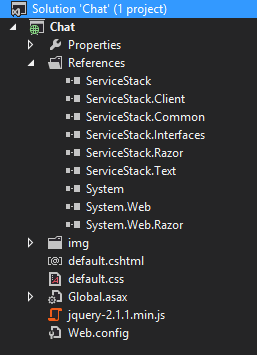 Solution 'Chat' (1 project)
Chat
Properties
References
ServiceStack
ServiceStack.Client
ServiceStack.Common
ServiceStack.Interfaces
ServiceStack.Razor
ServiceStack.Text
System
System.Web
System.Web.Razor
img
default.cshtml
default.css
Global.asax
jquery-2.1.1.min.js
Web.config